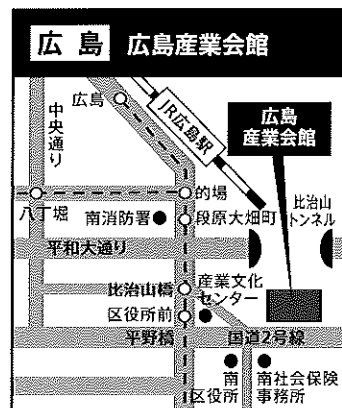 広島 広島産業会館
広島
JR広島駅
中央通り
広島
産業会館
八丁堀
的場
比治山
トンネル
南消防署
段原大畑町
平和大通り
比治山橋
産業文化
センター
区役所前
平野橋
国道2号線
南
区役所
南社会保険
事務所